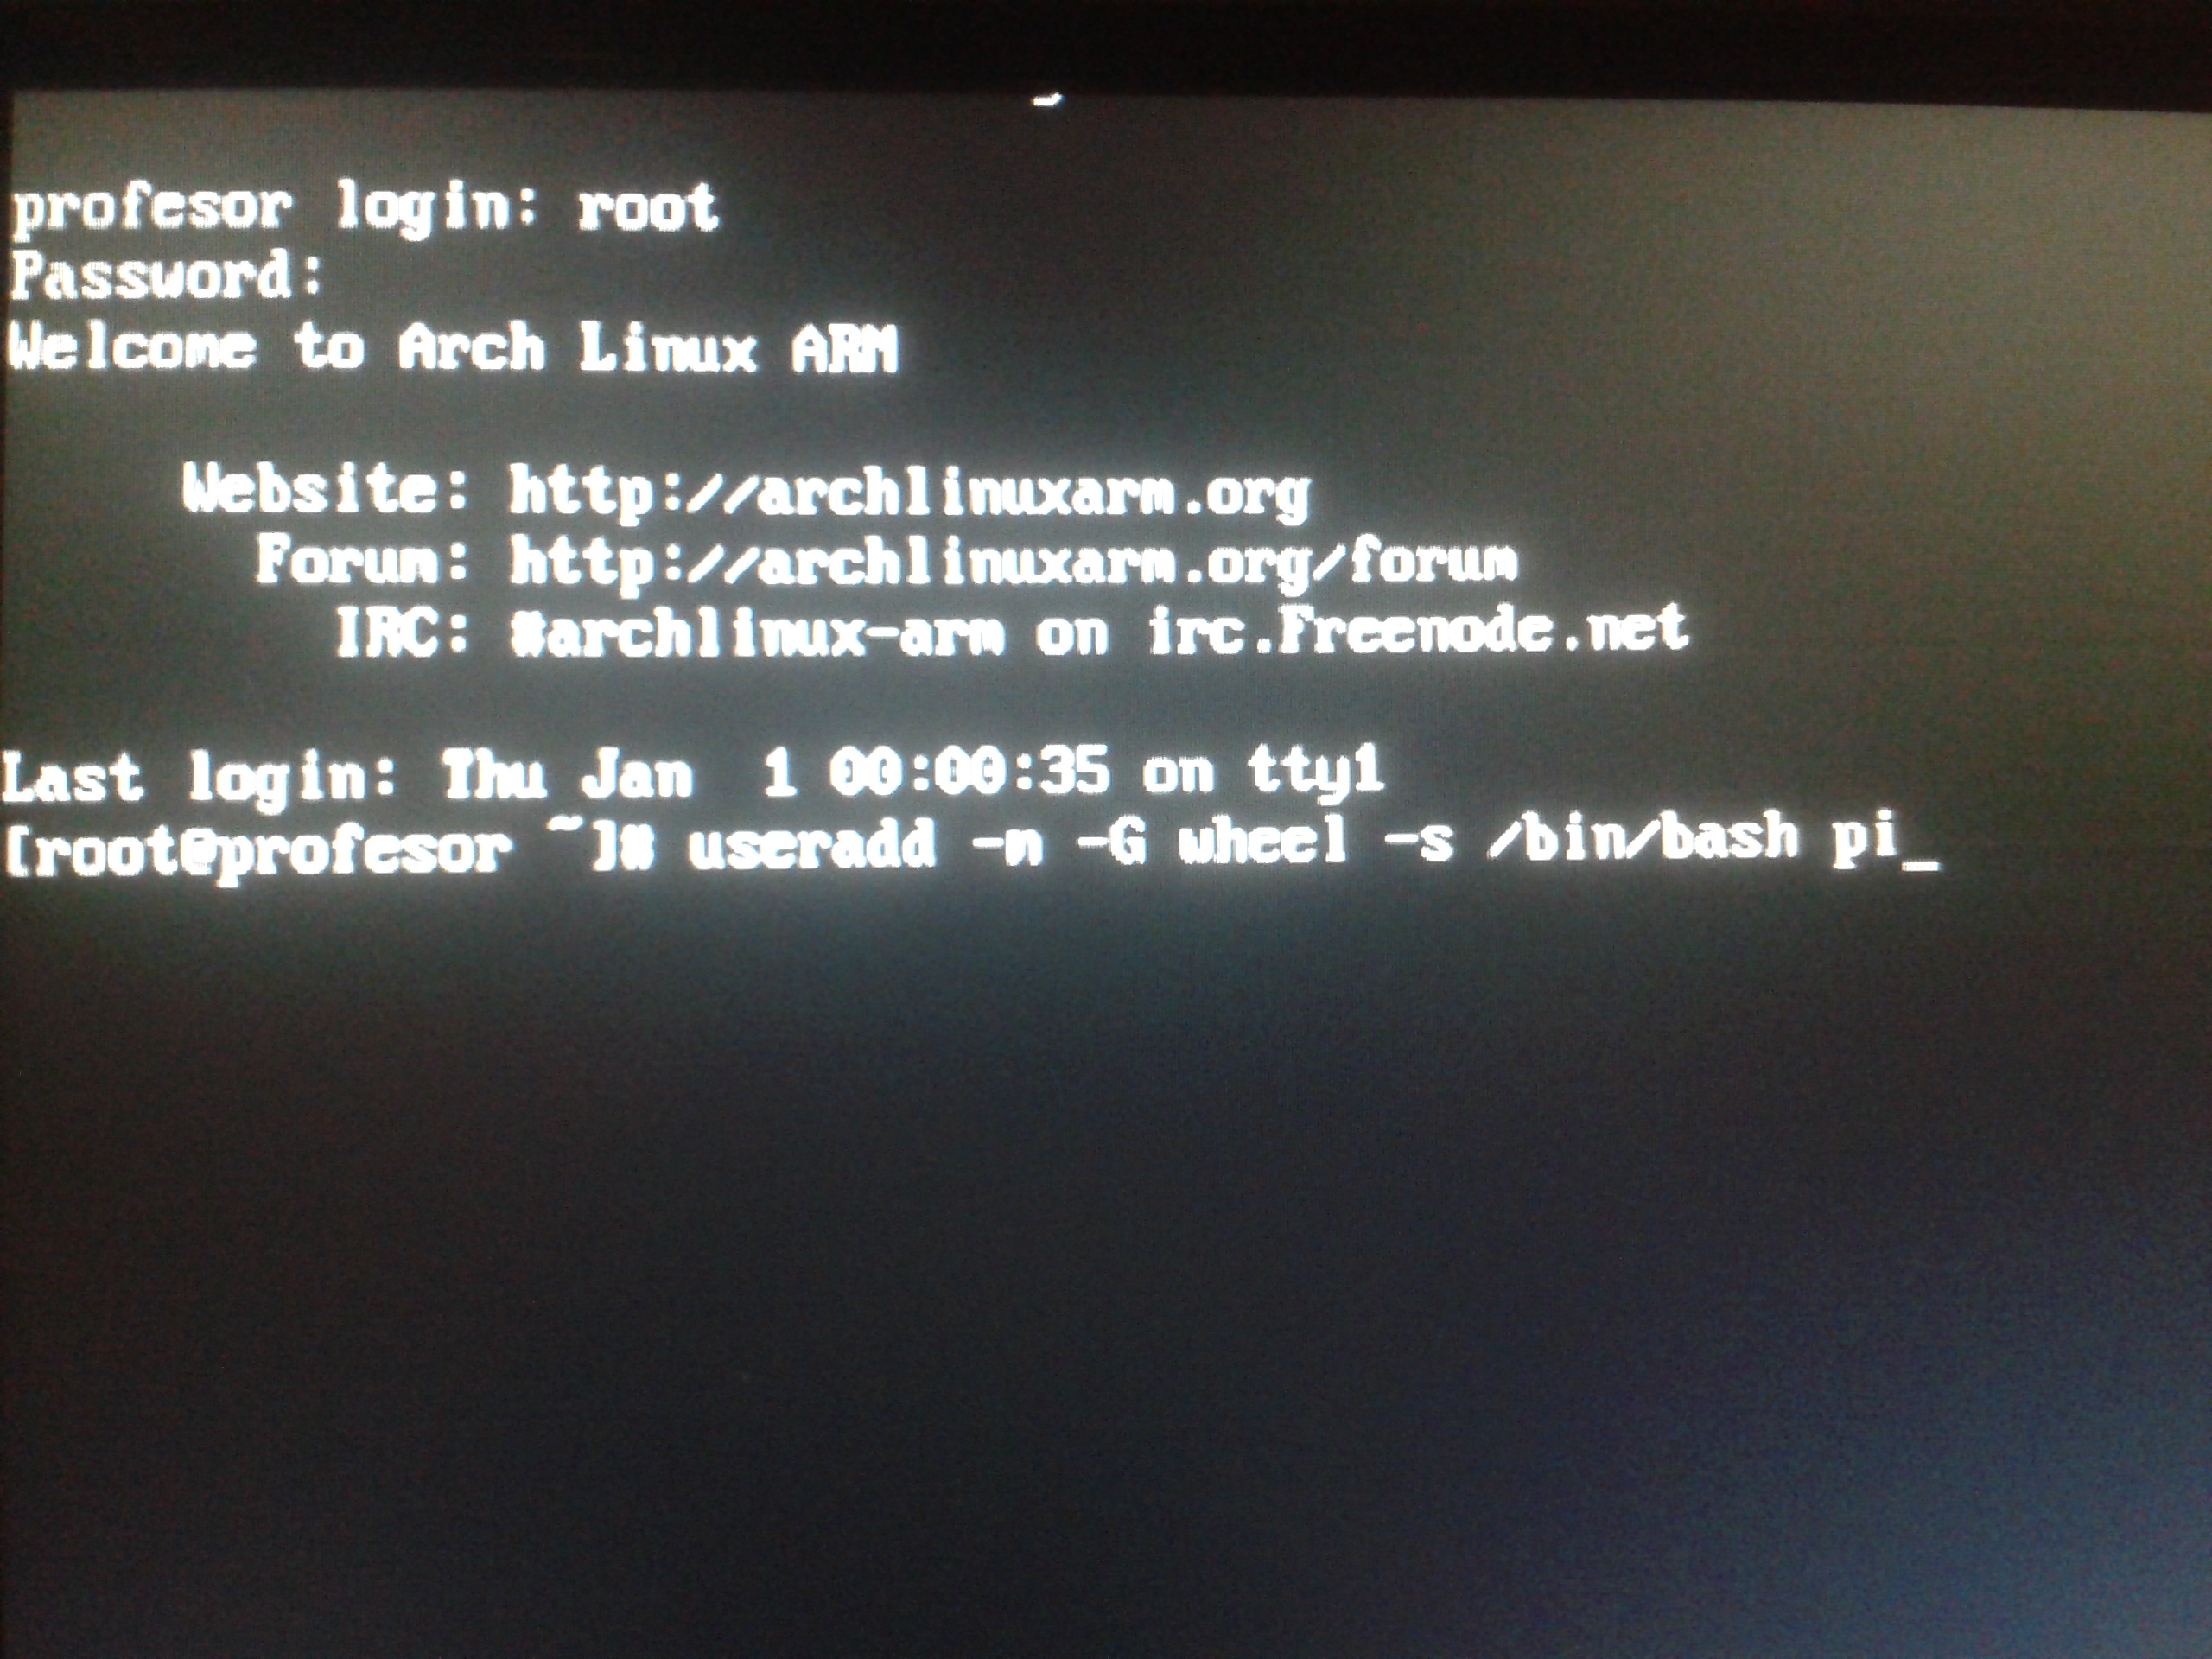 profesor login: root
Password:
Welcome to Arch Linux ARM
Website: http://archlinuxarm.org
Forum: http://archlinuxarm.org/forum
IRC: #archlinux-arm on irc.Freenode.net
Last login: Thu Jan  1 00:00:35 on tty1
[root@profesor ~]# useradd -m -G wheel -s /bin/bash pi_